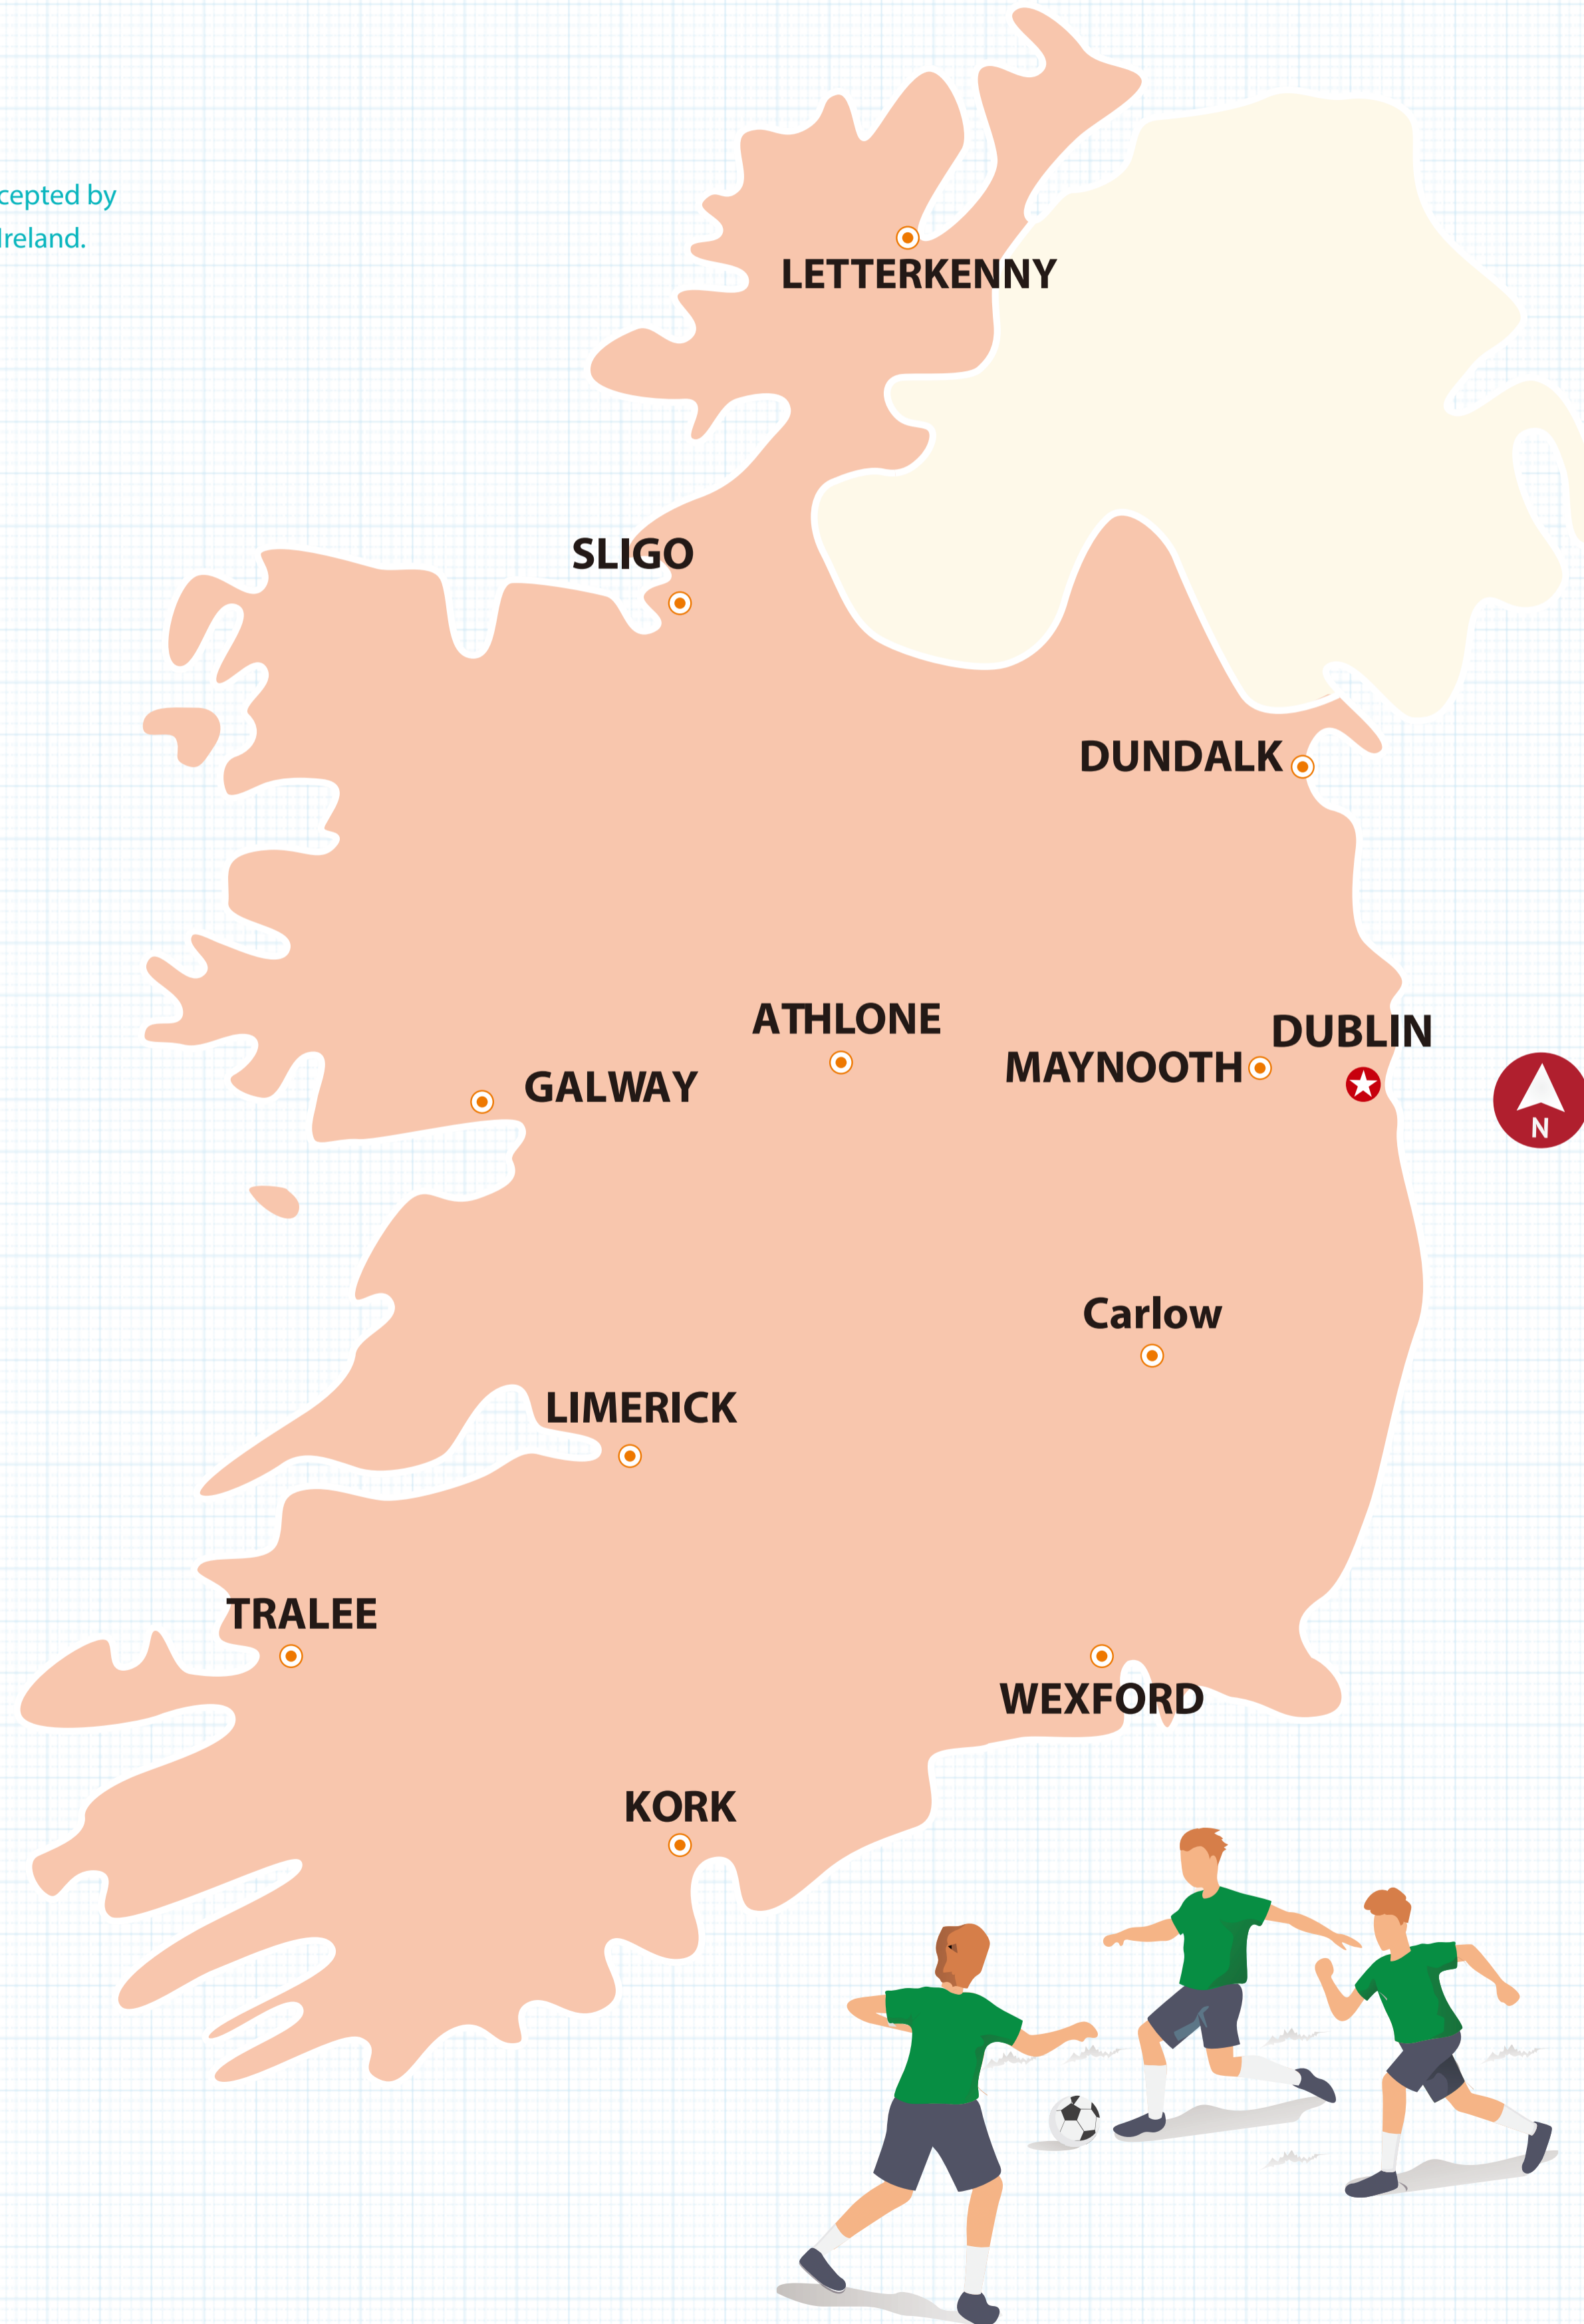 cepted by
Ireland.
LETTERKENNY
SLIGO
DUNDALK
ATHLONE
DUBLIN
MAYNOOTH
GALWAY
N
Carlow
LIMERICK
TRALEE
WEXFORD
KORK